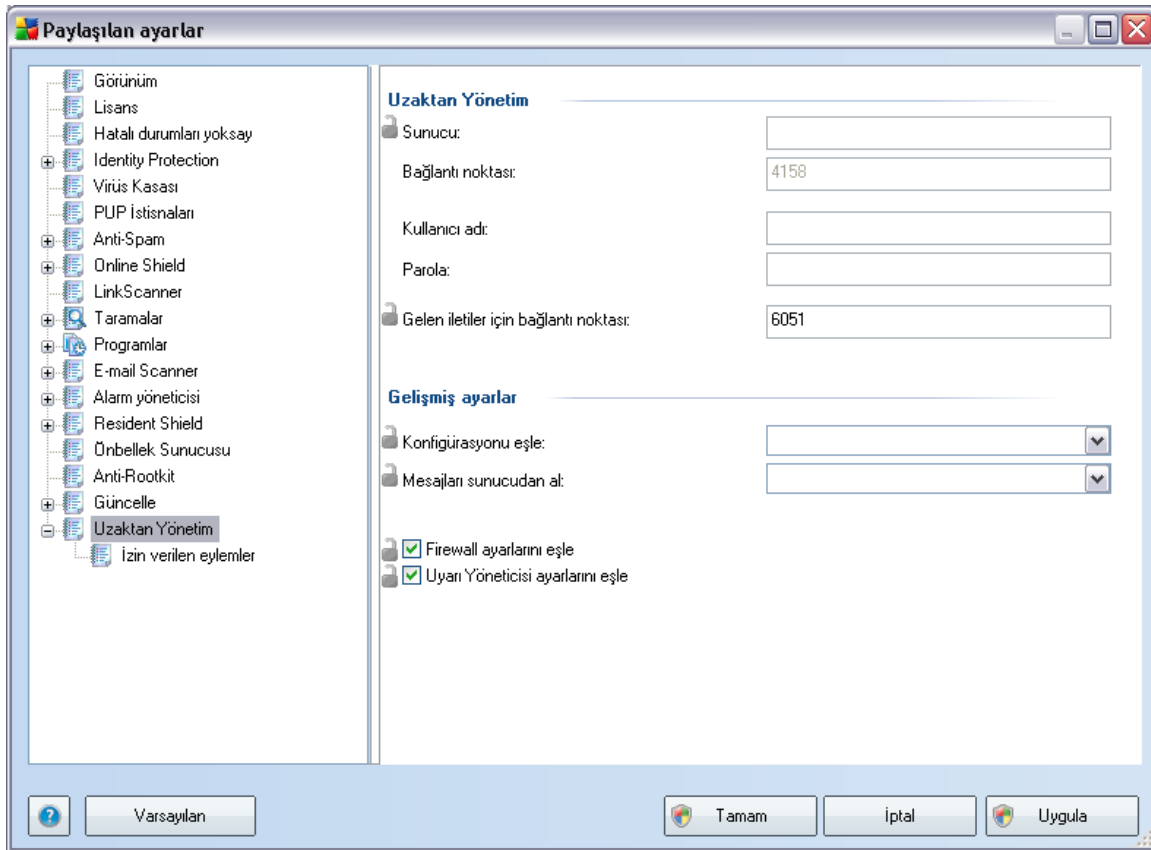 Paylaşılan ayarlar
Görünüm
Lisans
Hatalı durumları yoksay
Identity Protection
Virüs Kasası
PUP İstisnaları
Anti-Spam
Online Shield
LinkScanner
Taramalar
Programlar
E-mail Scanner
Alarm yöneticisi
Resident Shield
Önbellek Sunucusu
Anti-Rootkit
Güncelle
Uzaktan Yönetim
İzin verilen eylemler
Uzaktan Yönetim
Sunucu:
Bağlantı noktası: 4158
Kullanıcı adı:
Parola:
Gelen iletiler için bağlantı noktası: 6051
Gelişmiş ayarlar
Konfigürasyonu eşle:
Mesajları sunucudan al:
Firewall ayarlarını eşle
Uyarı Yöneticisi ayarlarını eşle
Varsayılan Tamam İptal Uygula